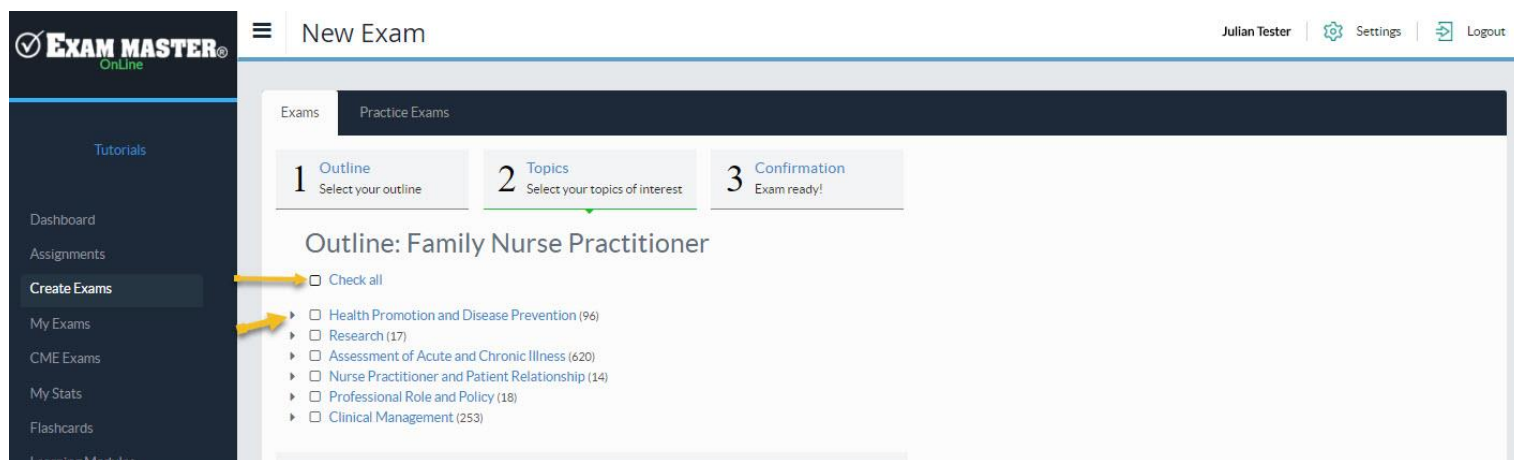 EXAM MASTER®
OnLine
Tutorials
Dashboard
Assignments
Create Exams
My Exams
CME Exams
My Stats
Flashcards
Learning Modules
New Exam
Julian Tester
Settings
Logout
Exams
Practice Exams
1 Outline
Select your outline
2 Topics
Select your topics of interest
3 Confirmation
Exam ready!
Outline: Family Nurse Practitioner
Check all
Health Promotion and Disease Prevention (96)
Research (17)
Assessment of Acute and Chronic Illness (620)
Nurse Practitioner and Patient Relationship (14)
Professional Role and Policy (18)
Clinical Management (253)